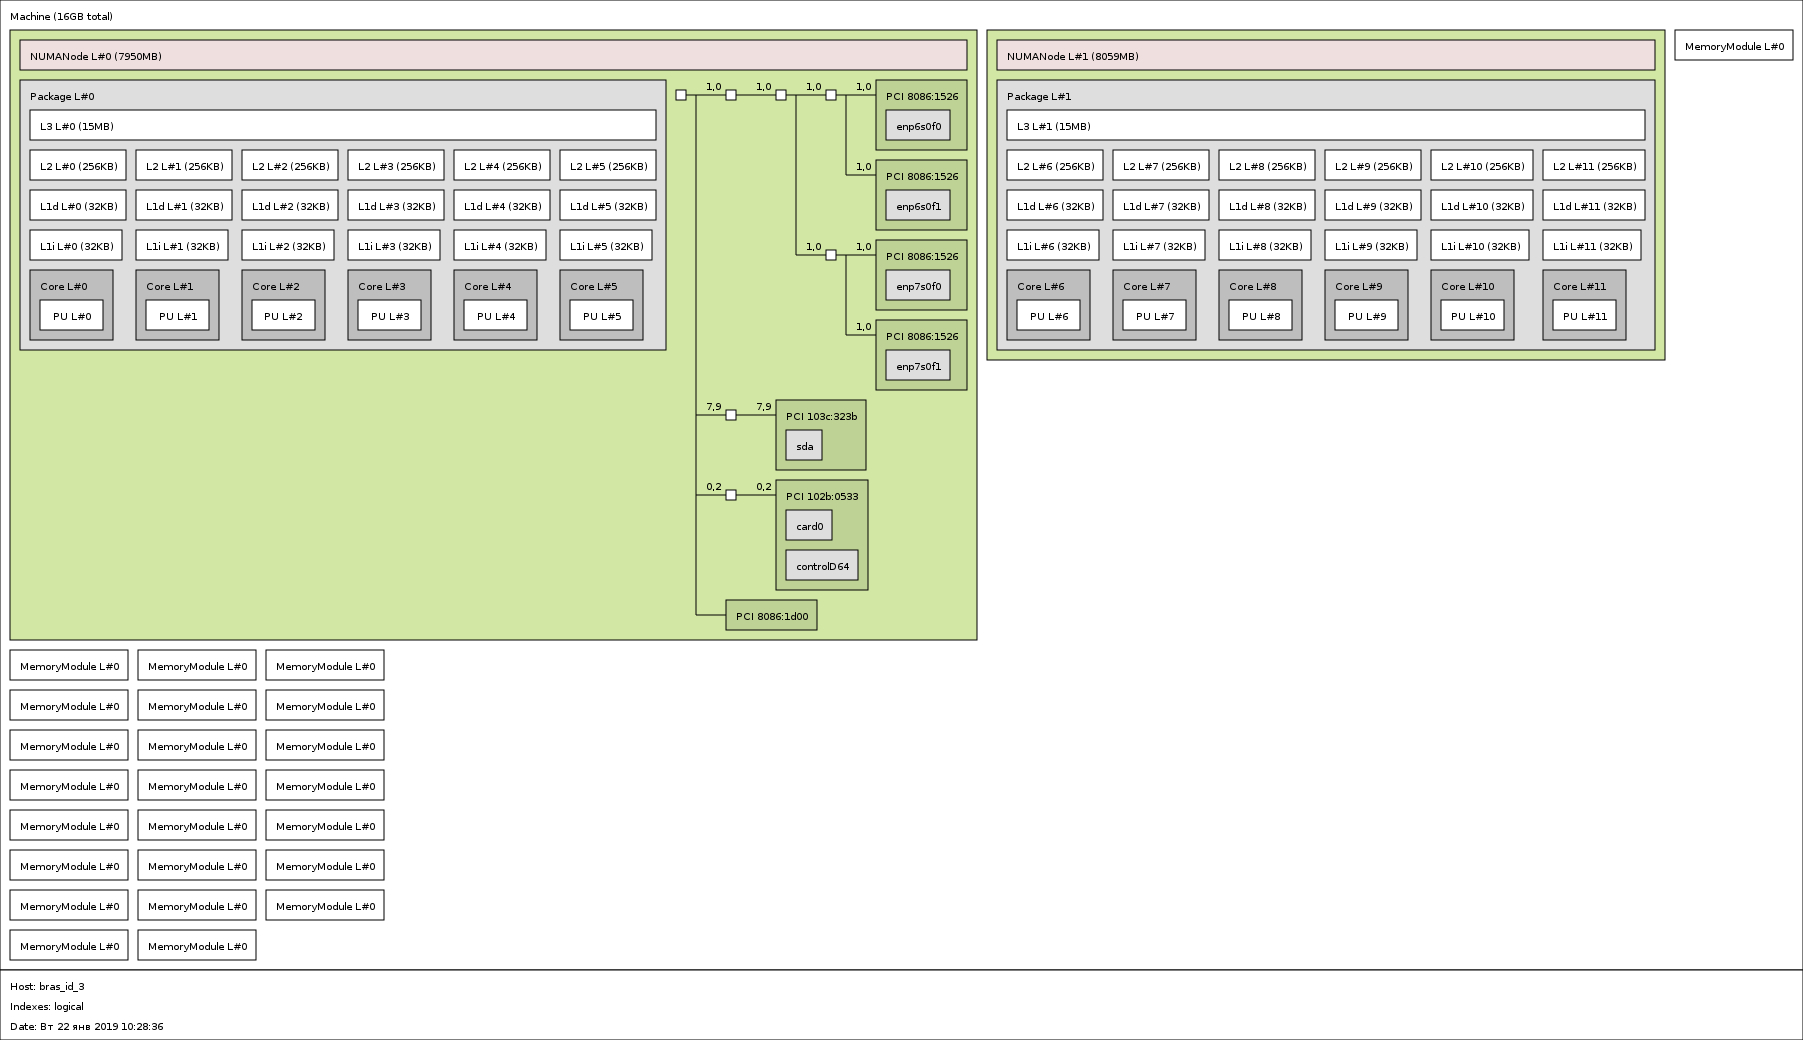 Machine (16GB total)
NUMANode L#0 (7950MB)
Package L#0
L3 L#0 (15MB)
L2 L#0 (256KB) L2 L#1 (256KB) L2 L#2 (256KB) L2 L#3 (256KB) L2 L#4 (256KB) L2 L#5 (256KB)
L1d L#0 (32KB) L1d L#1 (32KB) L1d L#2 (32KB) L1d L#3 (32KB) L1d L#4 (32KB) L1d L#5 (32KB)
L1i L#0 (32KB) L1i L#1 (32KB) L1i L#2 (32KB) L1i L#3 (32KB) L1i L#4 (32KB) L1i L#5 (32KB)
Core L#0 Core L#1 Core L#2 Core L#3 Core L#4 Core L#5
PU L#0 PU L#1 PU L#2 PU L#3 PU L#4 PU L#5
1,0 1,0 1,0 1,0
PCI 8086:1526
enp6s0f0
1,0
PCI 8086:1526
enp6s0f1
1,0 1,0
PCI 8086:1526
enp7s0f0
1,0
PCI 8086:1526
enp7s0f1
7,9 7,9
PCI 103c:323b
sda
0,2 0,2
PCI 102b:0533
card0
controlD64
PCI 8086:1d00
NUMANode L#1 (8059MB)
Package L#1
L3 L#1 (15MB)
L2 L#6 (256KB) L2 L#7 (256KB) L2 L#8 (256KB) L2 L#9 (256KB) L2 L#10 (256KB) L2 L#11 (256KB)
L1d L#6 (32KB) L1d L#7 (32KB) L1d L#8 (32KB) L1d L#9 (32KB) L1d L#10 (32KB) L1d L#11 (32KB)
L1i L#6 (32KB) L1i L#7 (32KB) L1i L#8 (32KB) L1i L#9 (32KB) L1i L#10 (32KB) L1i L#11 (32KB)
Core L#6 Core L#7 Core L#8 Core L#9 Core L#10 Core L#11
PU L#6 PU L#7 PU L#8 PU L#9 PU L#10 PU L#11
MemoryModule L#0
MemoryModule L#0 MemoryModule L#0 MemoryModule L#0
MemoryModule L#0 MemoryModule L#0 MemoryModule L#0
MemoryModule L#0 MemoryModule L#0 MemoryModule L#0
MemoryModule L#0 MemoryModule L#0 MemoryModule L#0
MemoryModule L#0 MemoryModule L#0 MemoryModule L#0
MemoryModule L#0 MemoryModule L#0 MemoryModule L#0
MemoryModule L#0 MemoryModule L#0 MemoryModule L#0
MemoryModule L#0 MemoryModule L#0
Host: bras_id_3
Indexes: logical
Date: Вт 22 янв 2019 10:28:36